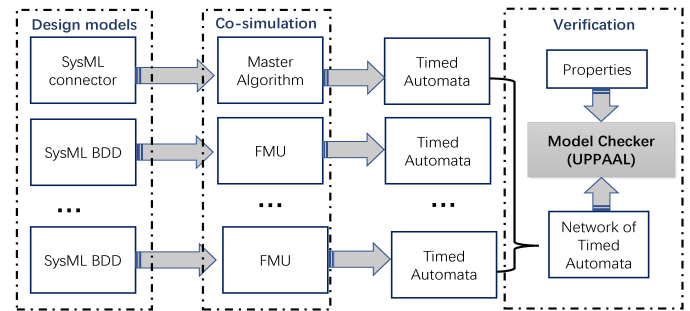 Design models
Co-simulation
Verification
SysML
connector
Master
Algorithm
Timed
Automata
Properties
SysML BDD
FMU
Timed
Automata
Model Checker
(UPPAAL)
...
...
...
SysML BDD
FMU
Timed
Automata
Network of
Timed
Automata